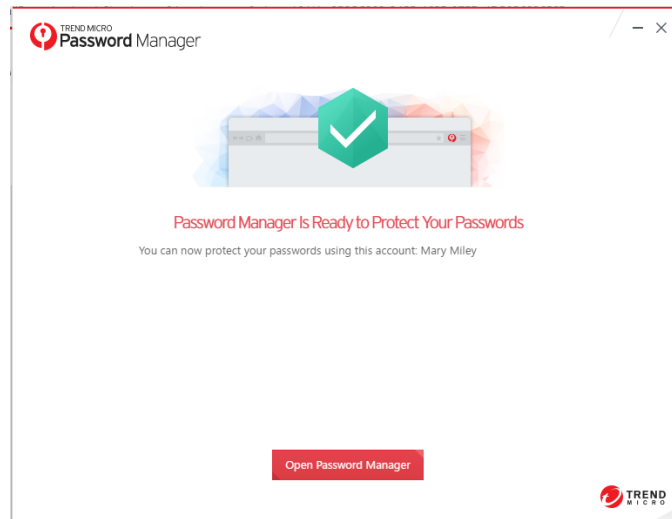 TREND MICRO
Password Manager
Password Manager Is Ready to Protect Your Passwords
You can now protect your passwords using this account: Mary Miley
Open Password Manager
TREND
MICRO